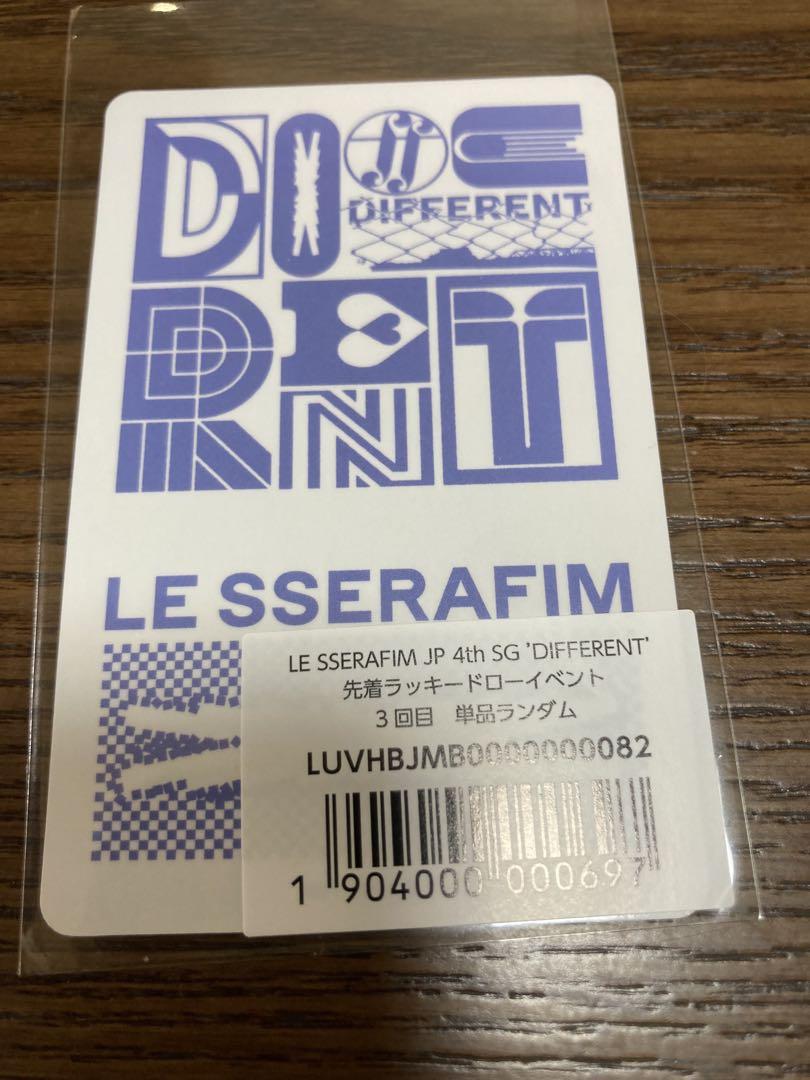 DIFFERENT
DIFFERENT
LE SSERAFIM
LE SSERAFIM JP 4th SG 'DIFFERENT'
先着ラッキードローイベント
3回目 単品ランダム
LUVHBJMB0000000082
1 904000 000697